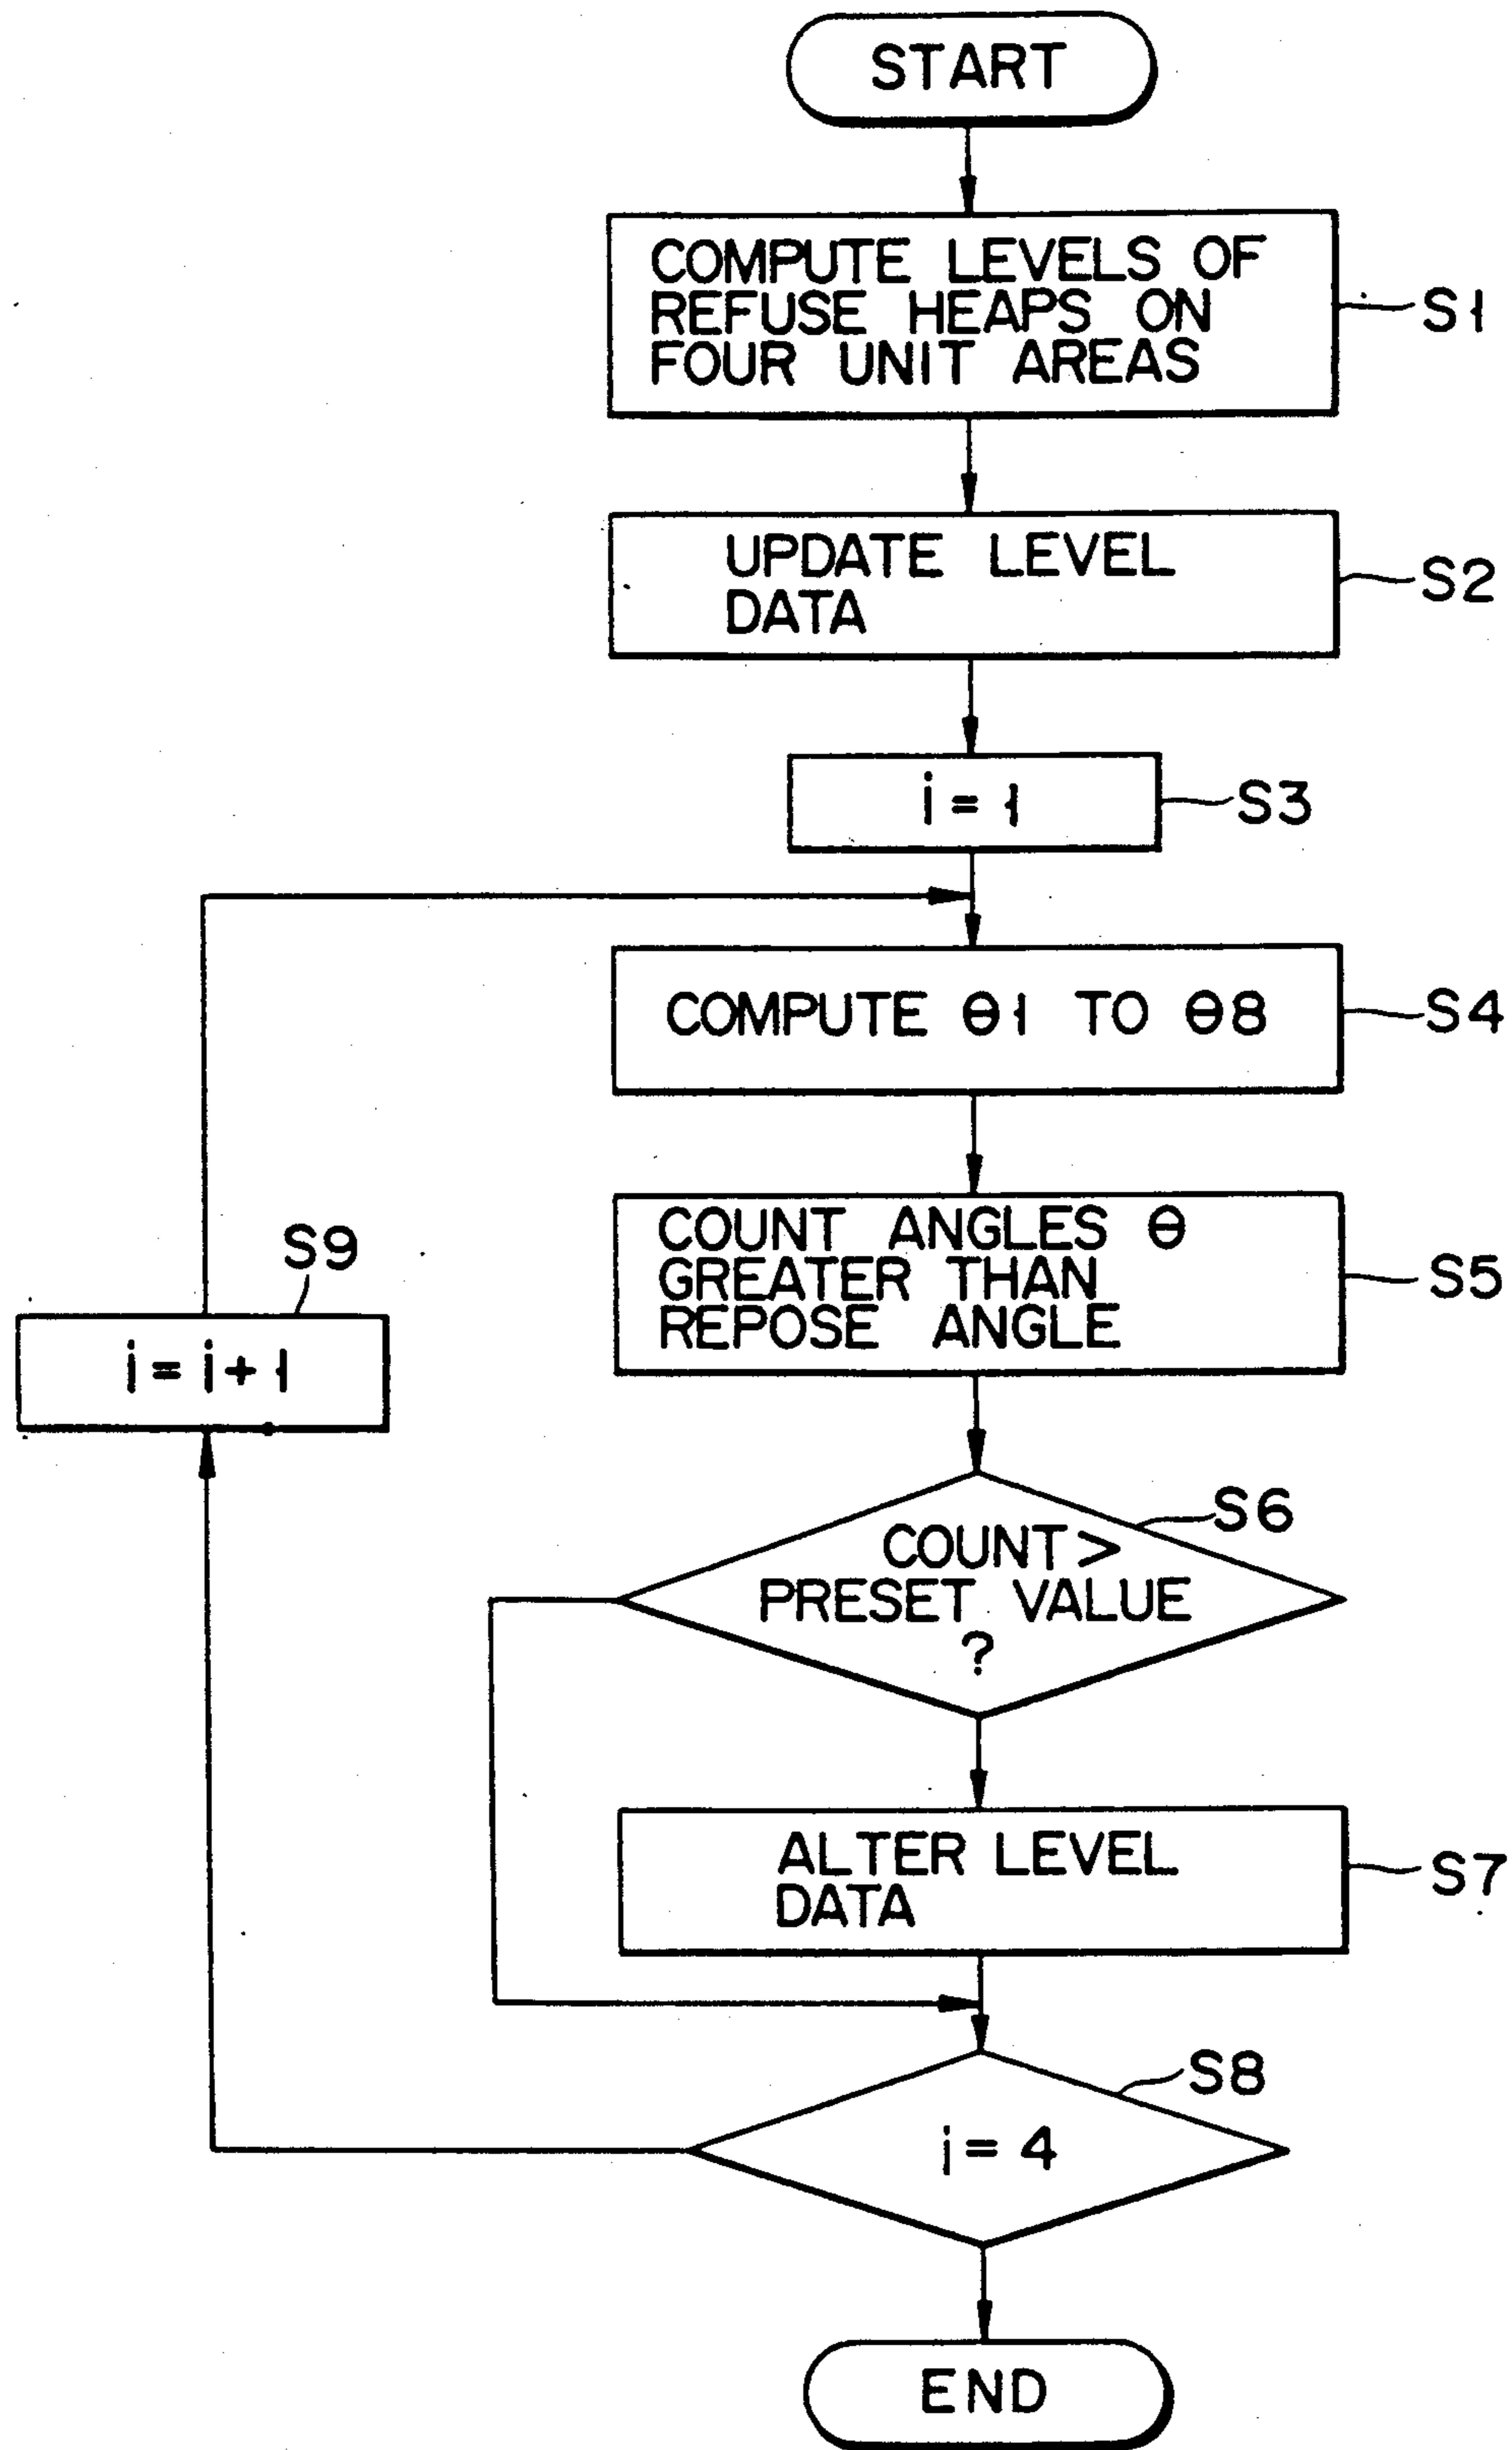 START
COMPUTE LEVELS OF
REFUSE HEAPS ON
FOUR UNIT AREAS
S1
UPDATE LEVEL
DATA
S2
i = 1
S3
COMPUTE θ1 TO θ8
S4
COUNT ANGLES θ
GREATER THAN
REPOSE ANGLE
S5
S9
i = i + 1
S6
COUNT >
PRESET VALUE
?
ALTER LEVEL
DATA
S7
S8
i = 4
END